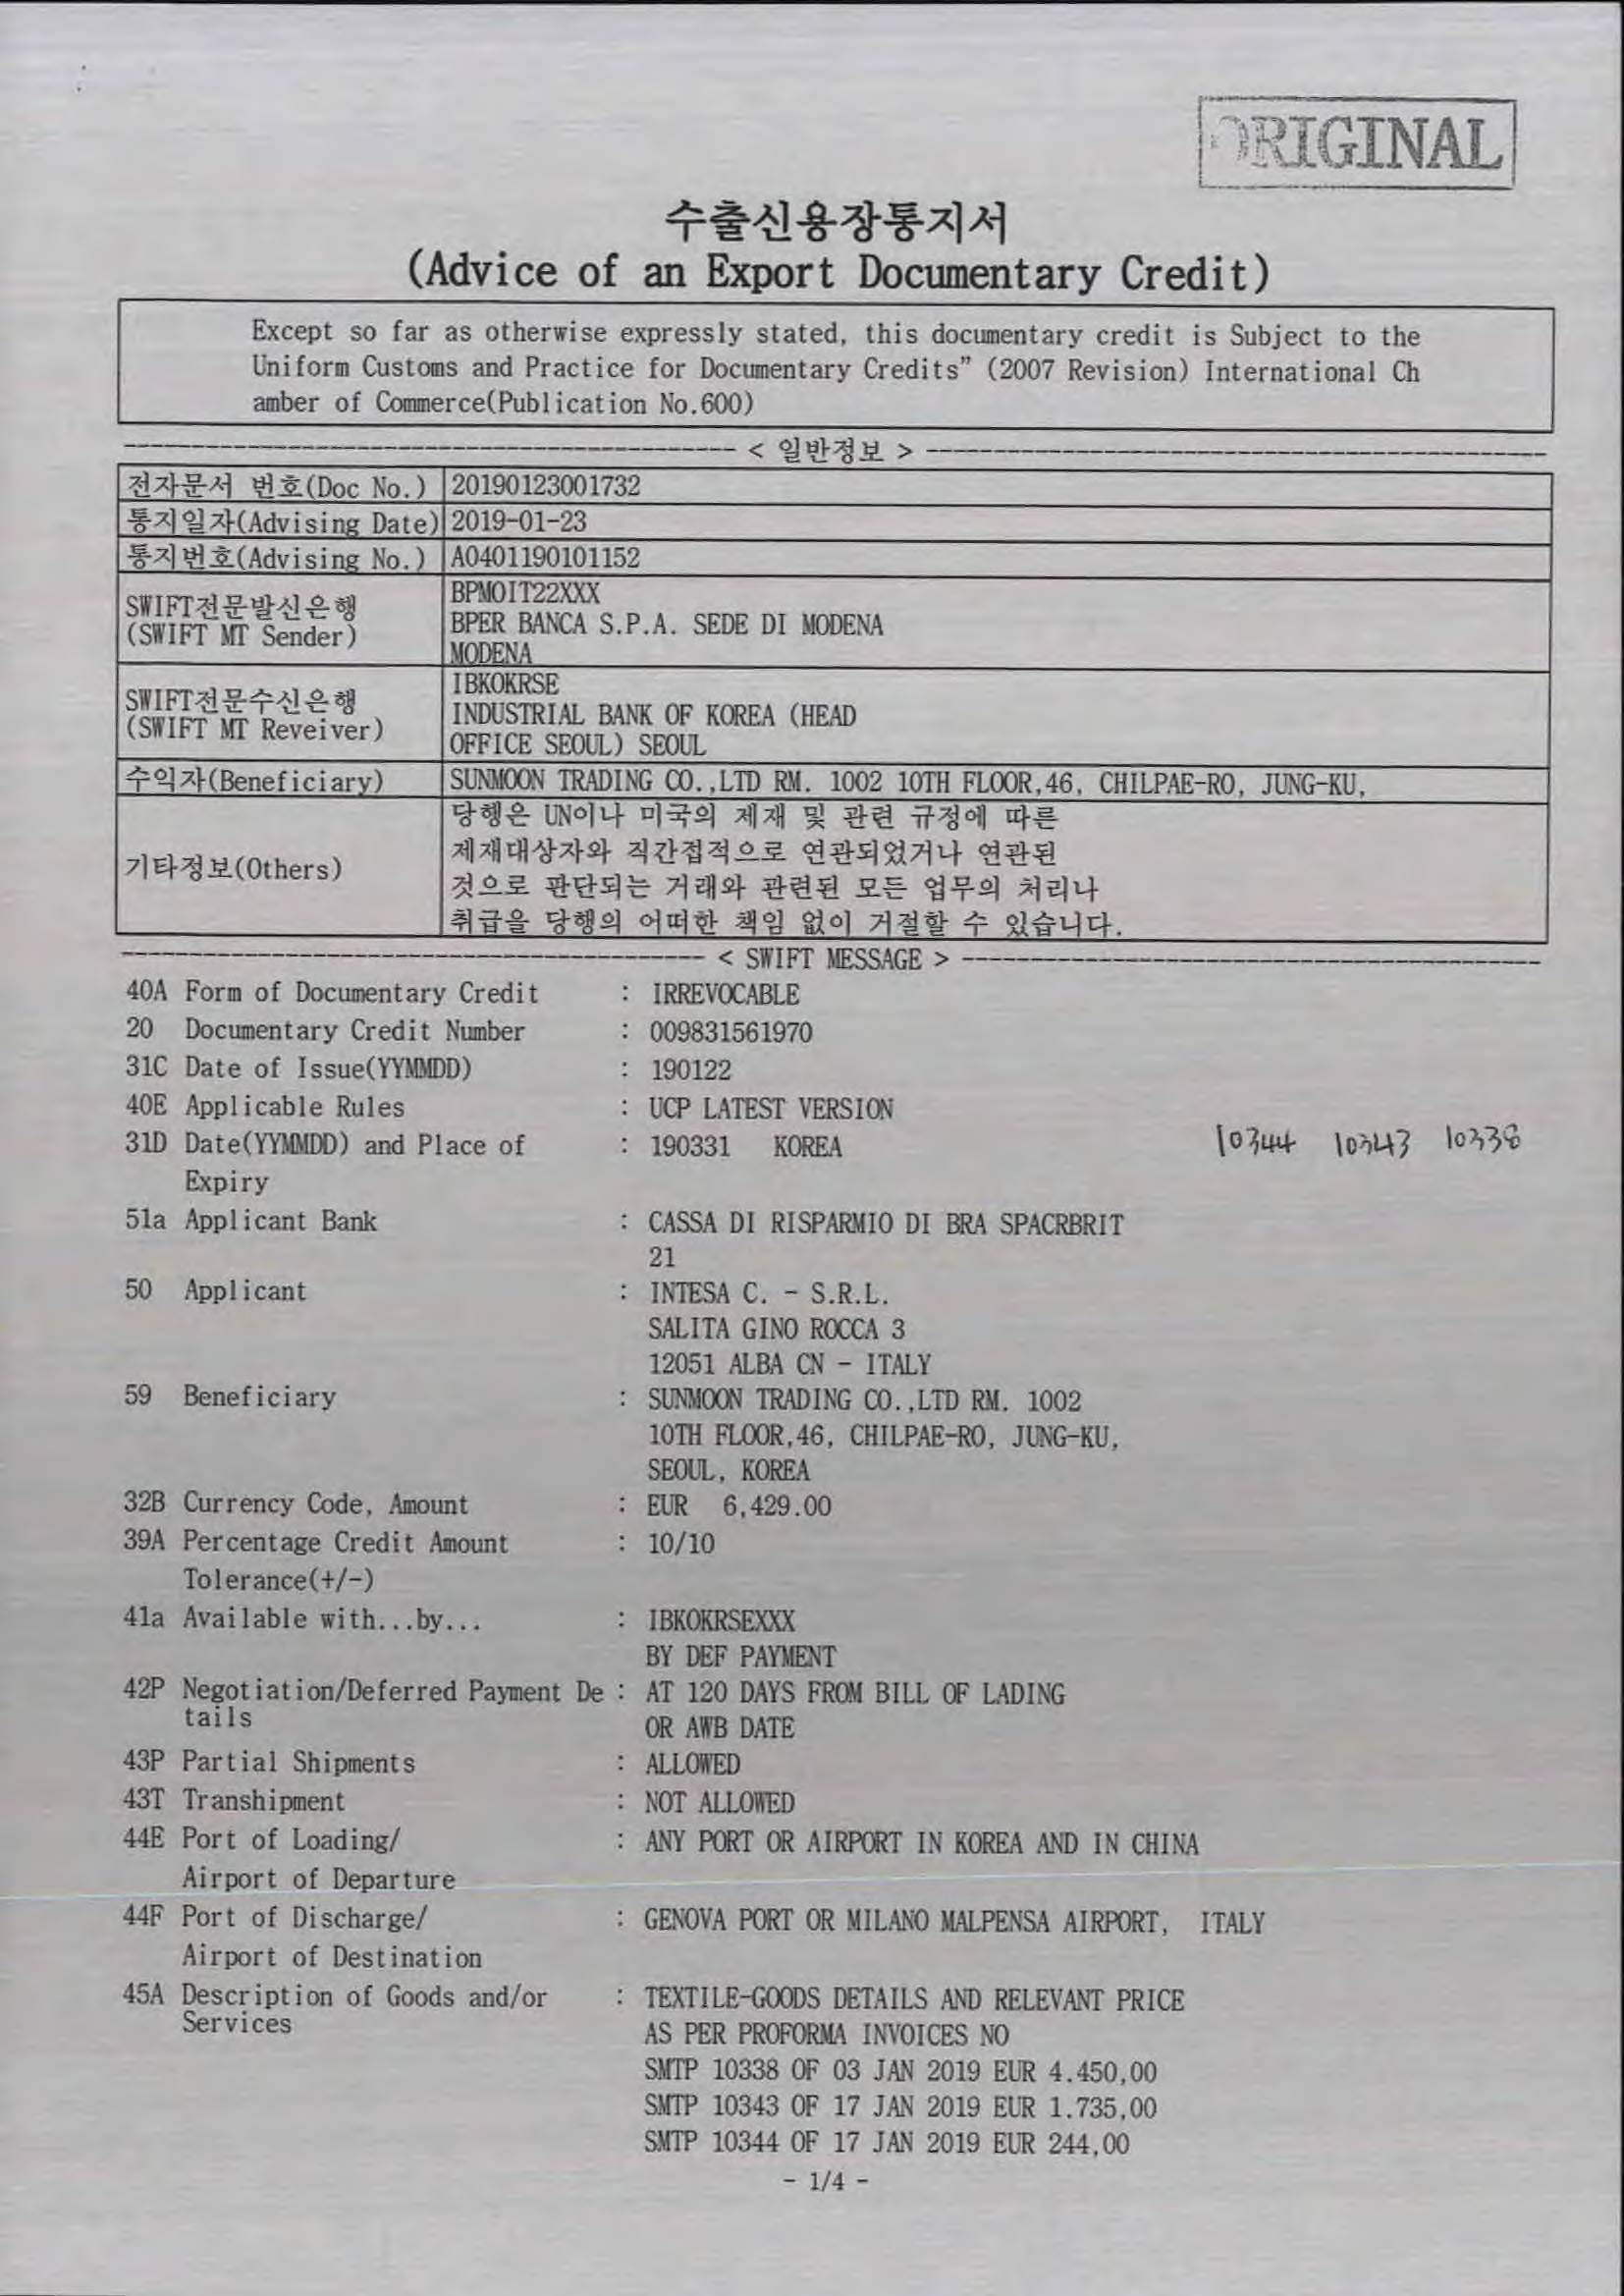 ORIGINAL
수출신용장통지서
(Advice of an Export Documentary Credit)
Except so far as otherwise expressly stated, this documentary credit is Subject to the
Uniform Customs and Practice for Documentary Credits” (2007 Revision) International Ch
amber of Commerce(Publication No.600)
< 일반정보 >
전자문서 번호(Doc No.) 20190123001732
통지일자(Advising Date) 2019-01-23
통지번호(Advising No.) A0401190101152
SWIFT전문발신은행
(SWIFT MT Sender)
BPMOIT22XXX
BPER BANCA S.P.A. SEDE DI MODENA
MODENA
SWIFT전문수신은행
(SWIFT MT Reveiver)
IBKOKRSE
INDUSTRIAL BANK OF KOREA (HEAD
OFFICE SEOUL) SEOUL
수익자(Beneficiary) SUNMOON TRADING CO.,LTD RM. 1002 10TH FLOOR,46, CHILPAE-RO, JUNG-KU,
기타정보(Others)
당행은 UN이나 미국의 제재 및 관련 규정에 따른
제재대상자와 직간접적으로 연관되었거나 연관된
것으로 판단되는 거래와 관련된 모든 업무의 처리나
취급을 당행의 어떠한 책임 없이 거절할 수 있습니다.
< SWIFT MESSAGE >
40A Form of Documentary Credit : IRREVOCABLE
20 Documentary Credit Number : 009831561970
31C Date of Issue(YYMMDD) : 190122
40E Applicable Rules : UCP LATEST VERSION
31D Date(YYMMDD) and Place of : 190331 KOREA 10344 10343 10338
Expiry
51a Applicant Bank : CASSA DI RISPARMIO DI BRA SPACRBRIT
21
50 Applicant : INTESA C. - S.R.L.
SALITA GINO ROCCA 3
12051 ALBA CN - ITALY
59 Beneficiary : SUNMOON TRADING CO.,LTD RM. 1002
10TH FLOOR,46, CHILPAE-RO, JUNG-KU,
SEOUL, KOREA
32B Currency Code, Amount : EUR 6,429.00
39A Percentage Credit Amount : 10/10
Tolerance(+/-)
41a Available with...by... : IBKOKRSEXXX
BY DEF PAYMENT
42P Negotiation/Deferred Payment De : AT 120 DAYS FROM BILL OF LADING
tails
OR AWB DATE
43P Partial Shipments : ALLOWED
43T Transhipment : NOT ALLOWED
44E Port of Loading/ : ANY PORT OR AIRPORT IN KOREA AND IN CHINA
Airport of Departure
44F Port of Discharge/ : GENOVA PORT OR MILANO MALPENSA AIRPORT, ITALY
Airport of Destination
45A Description of Goods and/or : TEXTILE-GOODS DETAILS AND RELEVANT PRICE
Services
AS PER PROFORMA INVOICES NO
SMTP 10338 OF 03 JAN 2019 EUR 4.450,00
SMTP 10343 OF 17 JAN 2019 EUR 1.735,00
SMTP 10344 OF 17 JAN 2019 EUR 244,00
- 1/4 -